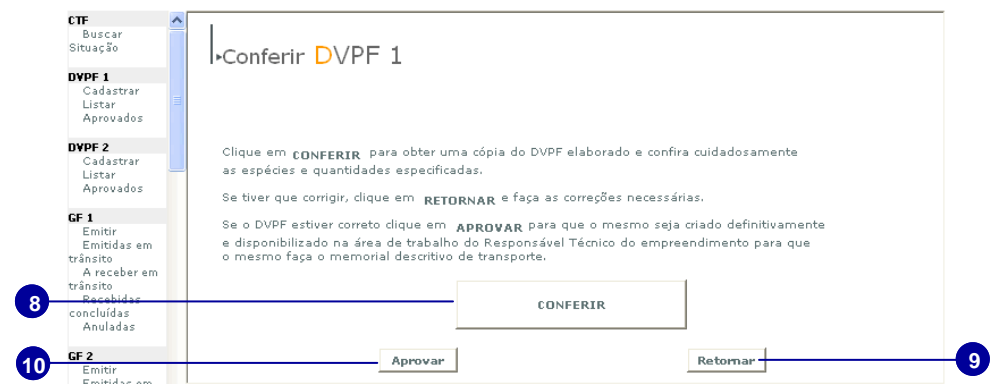 CTF
Buscar
Situação
DVPF 1
Cadastrar
Listar
Aprovados
DVPF 2
Cadastrar
Listar
Aprovados
GF 1
Emitir
Emitidas em
trânsito
A receber em
trânsito
Recebidas
concluídas
Anuladas
GF 2
Emitir
Emitidas em
Conferir DVPF 1
Clique em CONFERIR para obter uma cópia do DVPF elaborado e confira cuidadosamente
as espécies e quantidades especificadas.
Se tiver que corrigir, clique em RETORNAR e faça as correções necessárias.
Se o DVPF estiver correto clique em APROVAR para que o mesmo seja criado definitivamente
e disponibilizado na área de trabalho do Responsável Técnico do empreendimento para que
o mesmo faça o memorial descritivo de transporte.
8
CONFERIR
10
Aprovar
Retornar
9